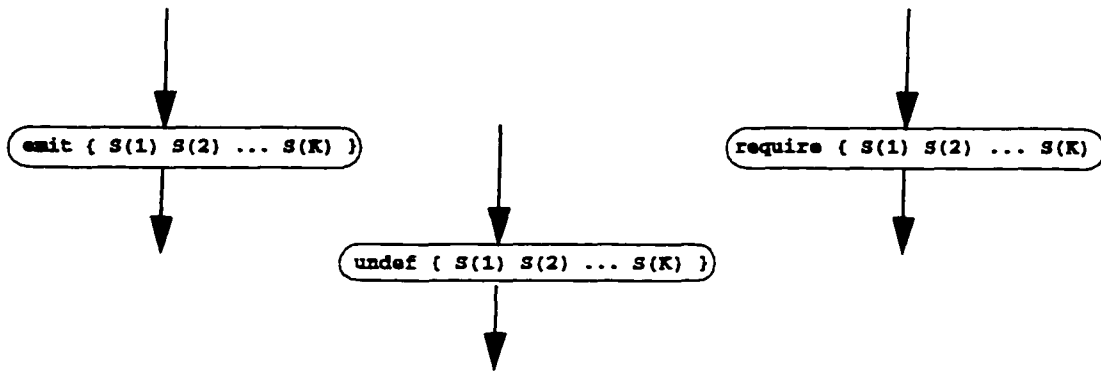 emit { S(1) S(2) ... S(K) }
require { S(1) S(2) ... S(K)
undef { S(1) S(2) ... S(K) }